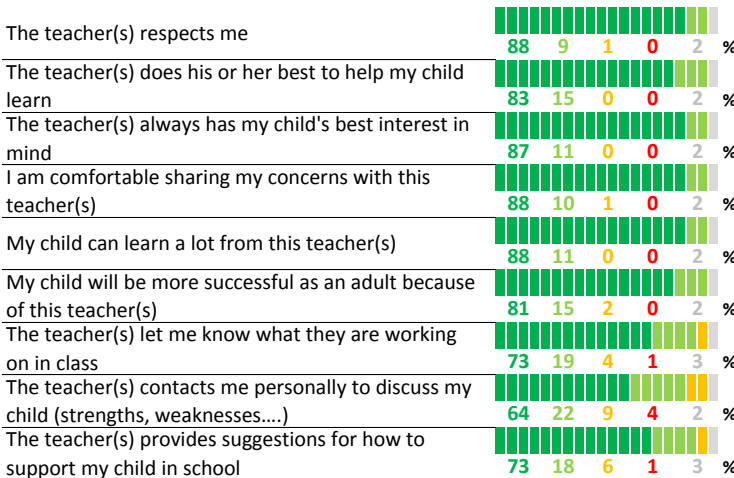 The teacher(s) respects me
88 9 1 0 2 %
The teacher(s) does his or her best to help my child
learn
83 15 0 0 2 %
The teacher(s) always has my child's best interest in
mind
87 11 0 0 2 %
I am comfortable sharing my concerns with this
teacher(s)
88 10 1 0 2 %
My child can learn a lot from this teacher(s)
88 11 0 0 2 %
My child will be more successful as an adult because
of this teacher(s)
81 15 2 0 2 %
The teacher(s) let me know what they are working
on in class
73 19 4 1 3 %
The teacher(s) contacts me personally to discuss my
child (strengths, weaknesses....)
64 22 9 4 2 %
The teacher(s) provides suggestions for how to
support my child in school
73 18 6 1 3 %